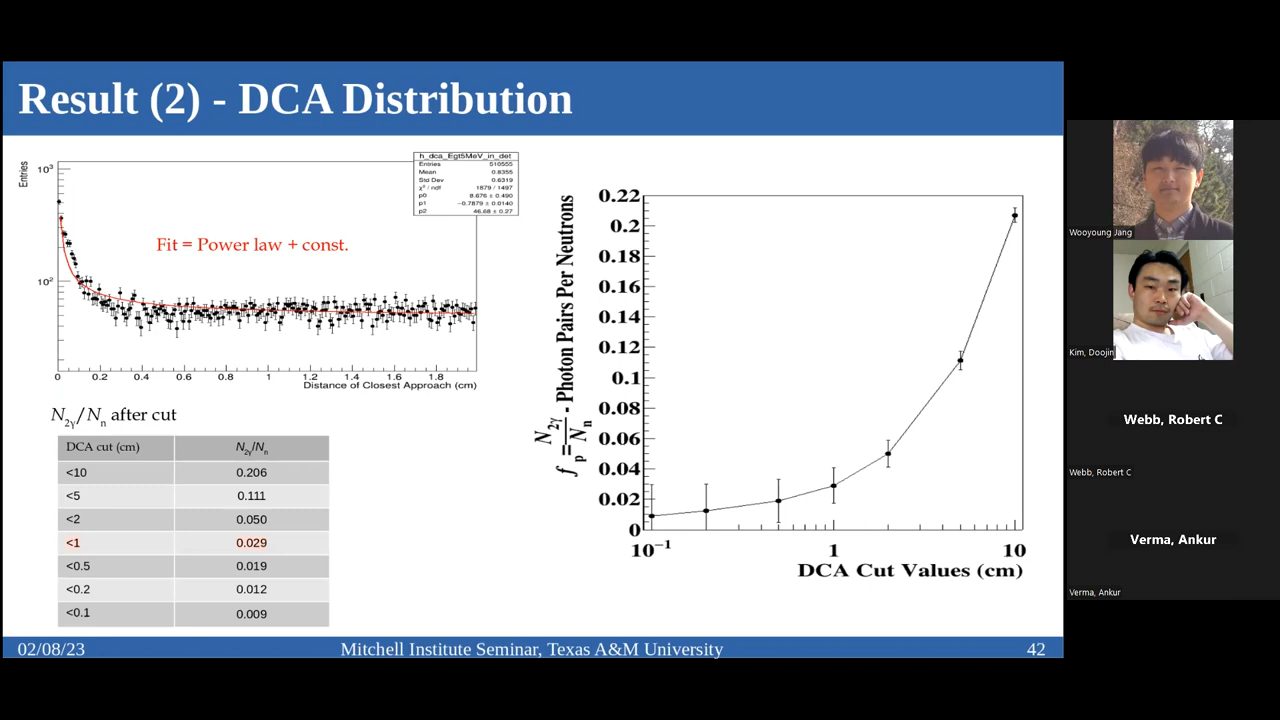 Result (2) - DCA Distribution
h_dca_Egt5MeV_in_det
Entries 510555
Mean 0.8355
Std Dev 0.6319
χ² / ndf 1879 / 1497
p0 8.676 ± 0.490
p1 −0.7879 ± 0.0140
p2 46.68 ± 0.27
Entries
10³
10²
Fit = Power law + const.
0 0.2 0.4 0.6 0.8 1 1.2 1.4 1.6 1.8
Distance of Closest Approach (cm)
N₂γ/Nₙ after cut
DCA cut (cm) N₂γ/Nₙ
<10 0.206
<5 0.111
<2 0.050
<1 0.029
<0.5 0.019
<0.2 0.012
<0.1 0.009
fₚ=N₂γ/Nₙ - Photon Pairs Per Neutrons
0.22
0.2
0.18
0.16
0.14
0.12
0.1
0.08
0.06
0.04
0.02
0
10⁻¹ 1 10
DCA Cut Values (cm)
02/08/23 Mitchell Institute Seminar, Texas A&M University 42
Wooyoung Jang
Kim, Doojin
Webb, Robert C
Webb, Robert C
Verma, Ankur
Verma, Ankur